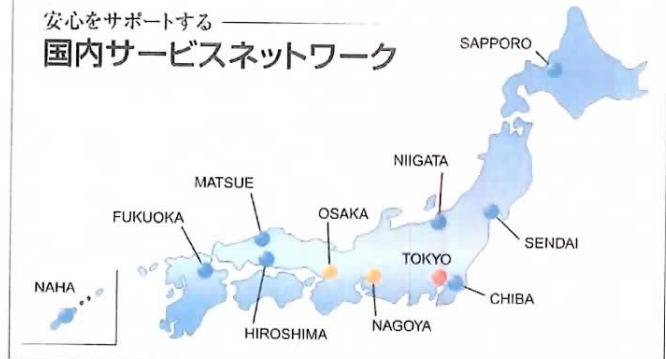 安心をサポートする
国内サービスネットワーク
SAPPORO
NIIGATA
MATSUE
FUKUOKA
OSAKA
SENDAI
TOKYO
NAHA
CHIBA
NAGOYA
HIROSHIMA